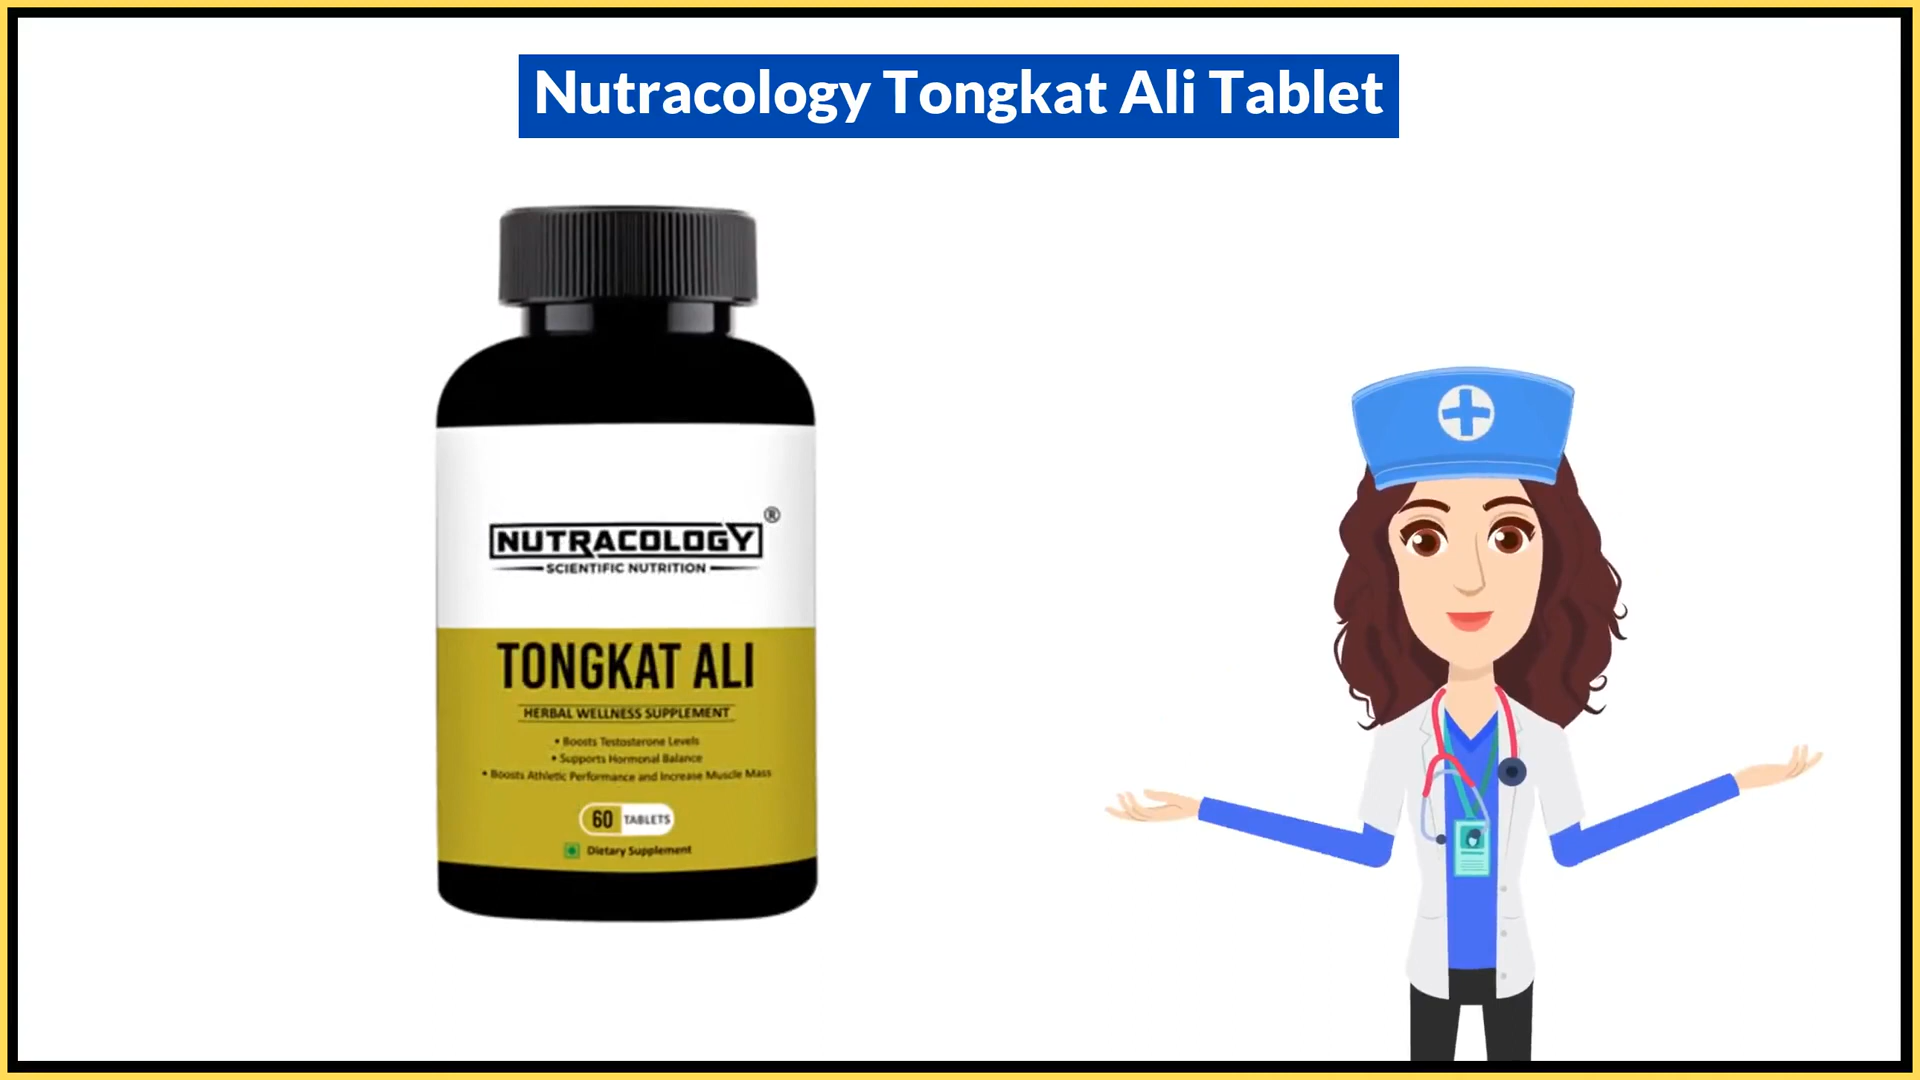 Nutracology Tongkat Ali Tablet
NUTRACOLOGY®
SCIENTIFIC NUTRITION
TONGKAT ALI
HERBAL WELLNESS SUPPLEMENT
• Boosts Testosterone Levels
• Supports Hormonal Balance
• Boosts Athletic Performance and Increase Muscle Mass
60 TABLETS
Dietary Supplement